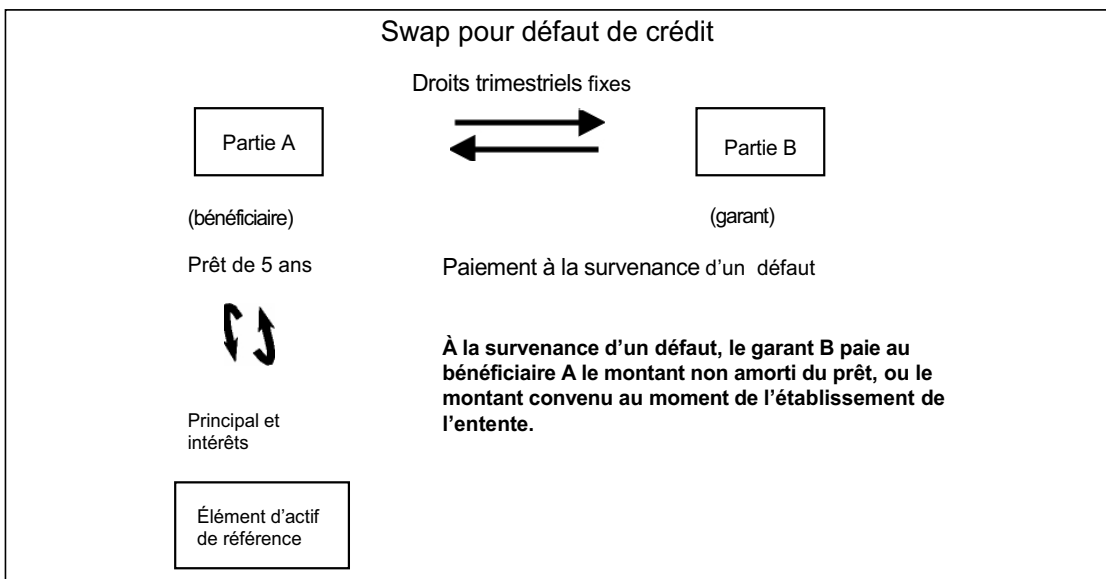 Swap pour défaut de crédit
Droits trimestriels fixes
Partie A
Partie B
(bénéficiaire)
(garant)
Prêt de 5 ans
Paiement à la survenance d’un défaut
À la survenance d’un défaut, le garant B paie au
bénéficiaire A le montant non amorti du prêt, ou le
montant convenu au moment de l’établissement de
l’entente.
Principal et
intérêts
Élément d’actif
de référence